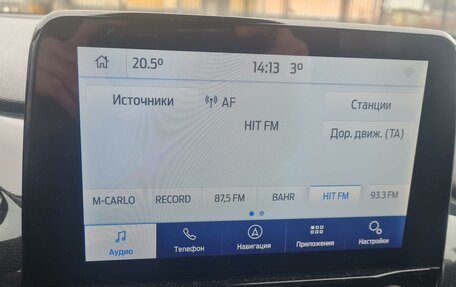 20.5° 14:13 3°
Источники AF Станции
HIT FM
Дор. движ. (TA)
M-CARLO RECORD 87,5 FM BAHR HIT FM 93.3 FM
Аудио Телефон Навигация Приложения Настройки